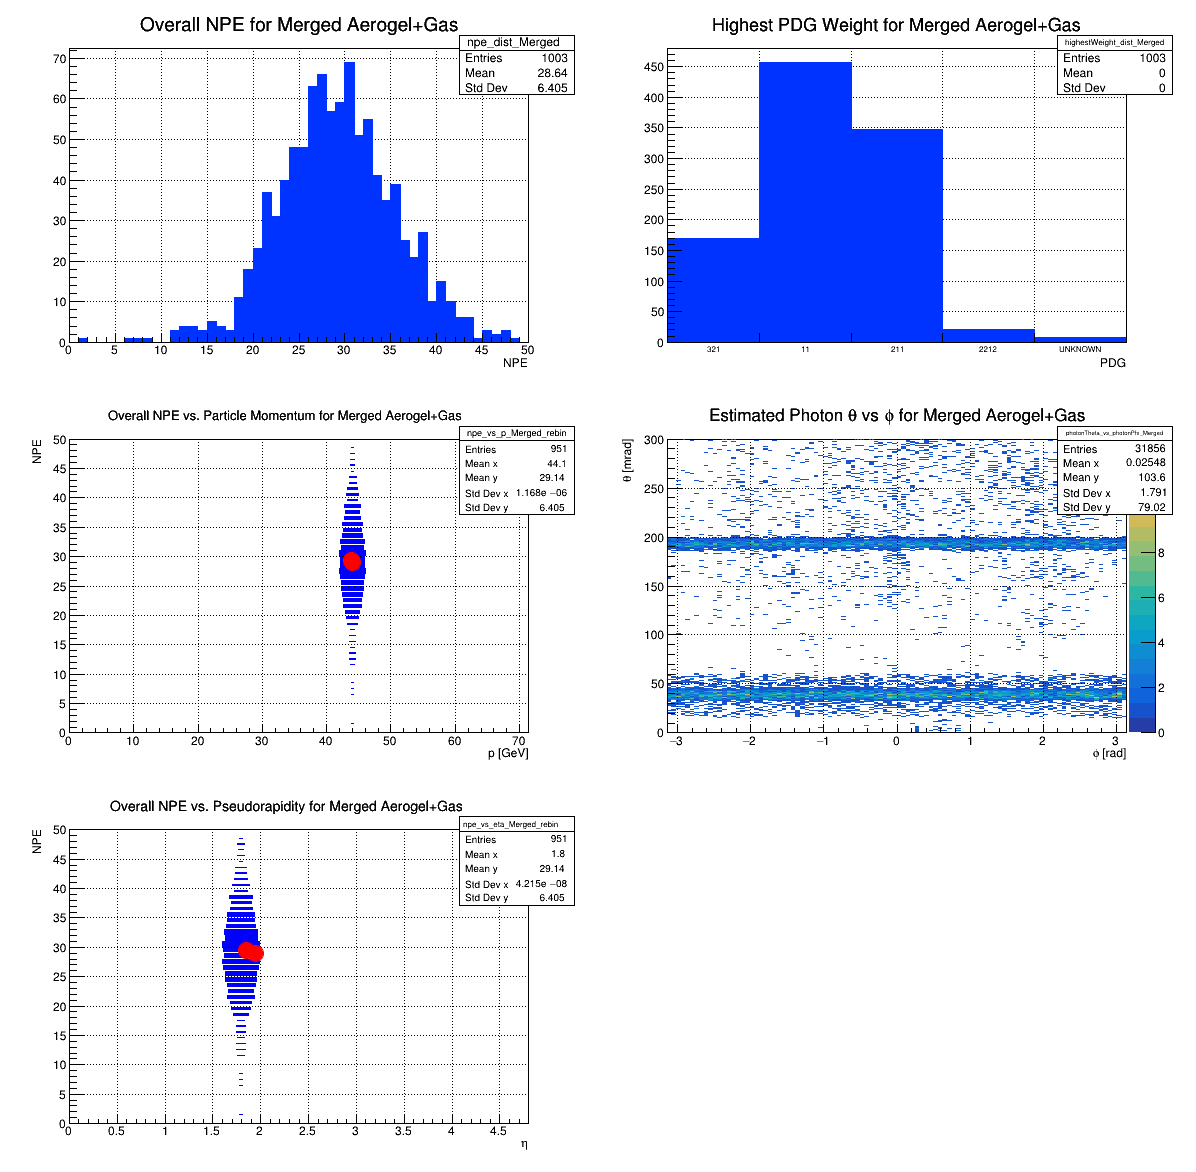 Overall NPE for Merged Aerogel+Gas
npe_dist_Merged
Entries 1003
Mean 28.64
Std Dev 6.405
70
60
50
40
30
20
10
0
0 5 10 15 20 25 30 35 40 45 50
NPE
Highest PDG Weight for Merged Aerogel+Gas
highestWeight_dist_Merged
Entries 1003
Mean 0
Std Dev 0
450
400
350
300
250
200
150
100
50
0
321 11 211 2212 UNKNOWN
PDG
Overall NPE vs. Particle Momentum for Merged Aerogel+Gas
npe_vs_p_Merged_rebin
Entries 951
Mean x 44.1
Mean y 29.14
Std Dev x 1.168e −06
Std Dev y 6.405
NPE
50
45
40
35
30
25
20
15
10
5
0
0 10 20 30 40 50 60 70
p [GeV]
Estimated Photon θ vs ϕ for Merged Aerogel+Gas
photonTheta_vs_photonPhi_Merged
Entries 31856
Mean x 0.02548
Mean y 103.6
Std Dev x 1.791
Std Dev y 79.02
θ [mrad]
300
250
200
150
100
50
0
−3 −2 −1 0 1 2 3
ϕ [rad]
8
6
4
2
0
Overall NPE vs. Pseudorapidity for Merged Aerogel+Gas
npe_vs_eta_Merged_rebin
Entries 951
Mean x 1.8
Mean y 29.14
Std Dev x 4.215e −08
Std Dev y 6.405
NPE
50
45
40
35
30
25
20
15
10
5
0
0 0.5 1 1.5 2 2.5 3 3.5 4 4.5
η